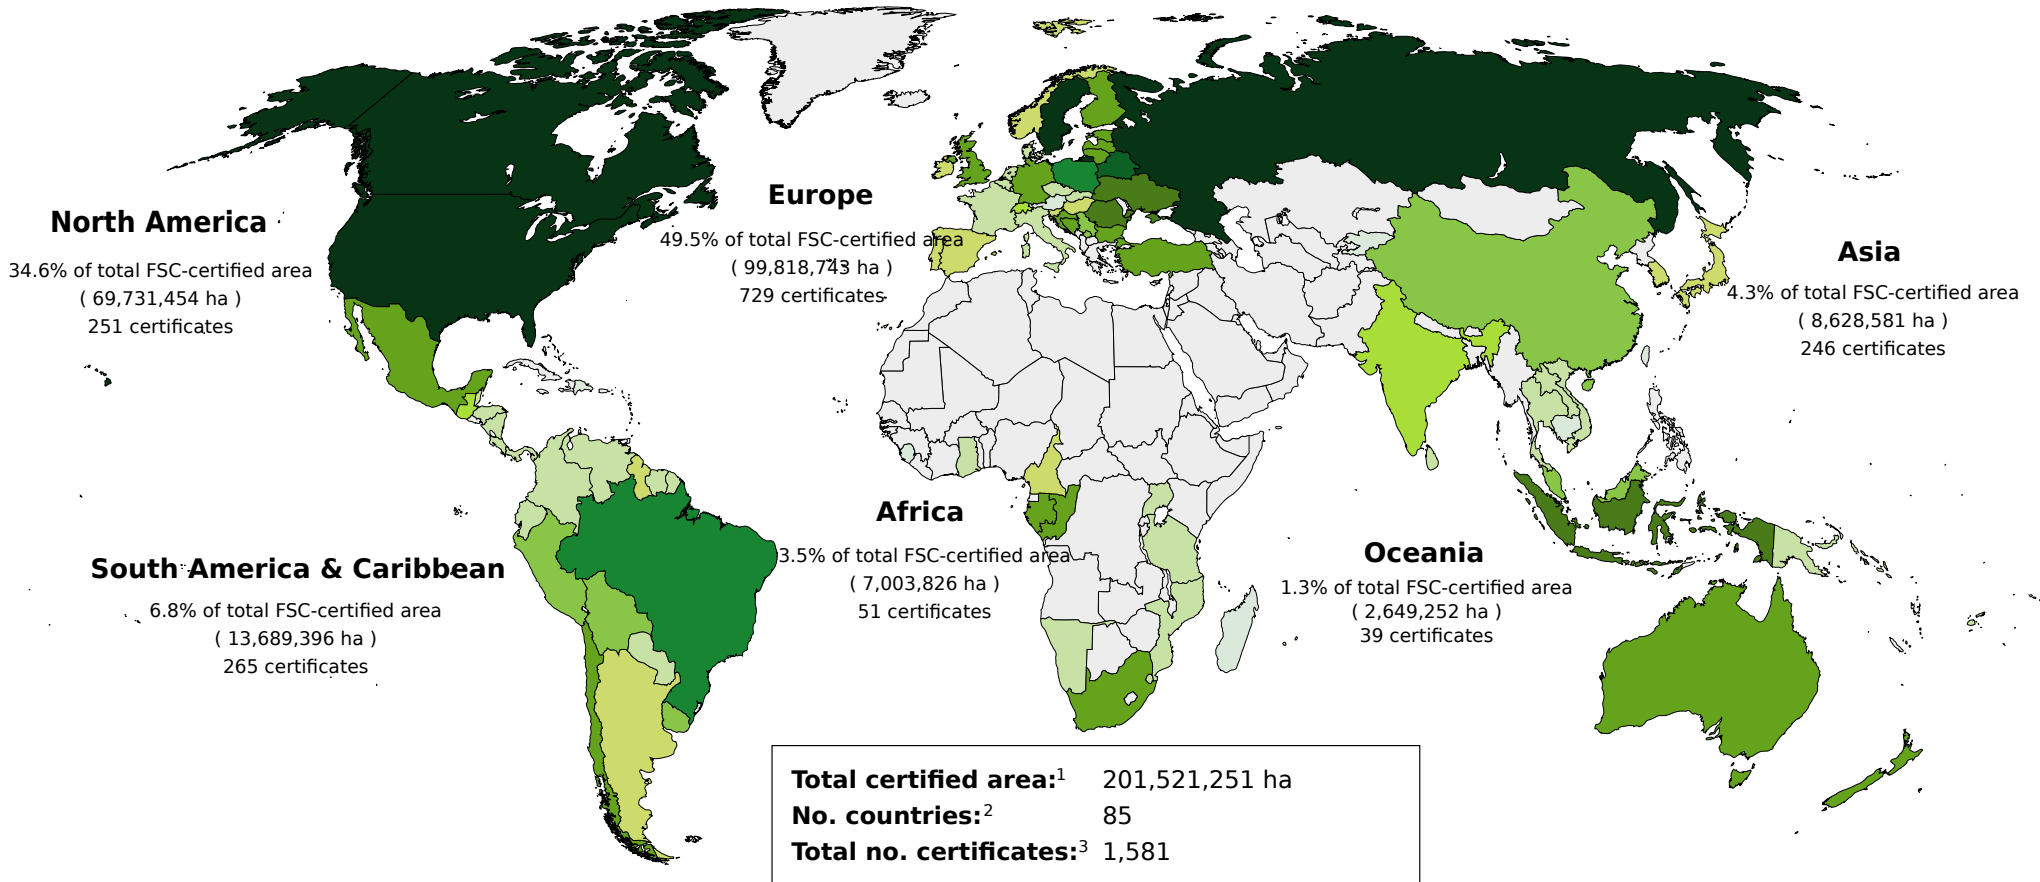 North America
34.6% of total FSC-certified area
( 69,731,454 ha )
251 certificates
Europe
49.5% of total FSC-certified area
( 99,818,743 ha )
729 certificates
Asia
4.3% of total FSC-certified area
( 8,628,581 ha )
246 certificates
South America & Caribbean
6.8% of total FSC-certified area
( 13,689,396 ha )
265 certificates
Africa
3.5% of total FSC-certified area
( 7,003,826 ha )
51 certificates
Oceania
1.3% of total FSC-certified area
( 2,649,252 ha )
39 certificates
Total certified area:¹ 201,521,251 ha
No. countries:² 85
Total no. certificates:³ 1,581